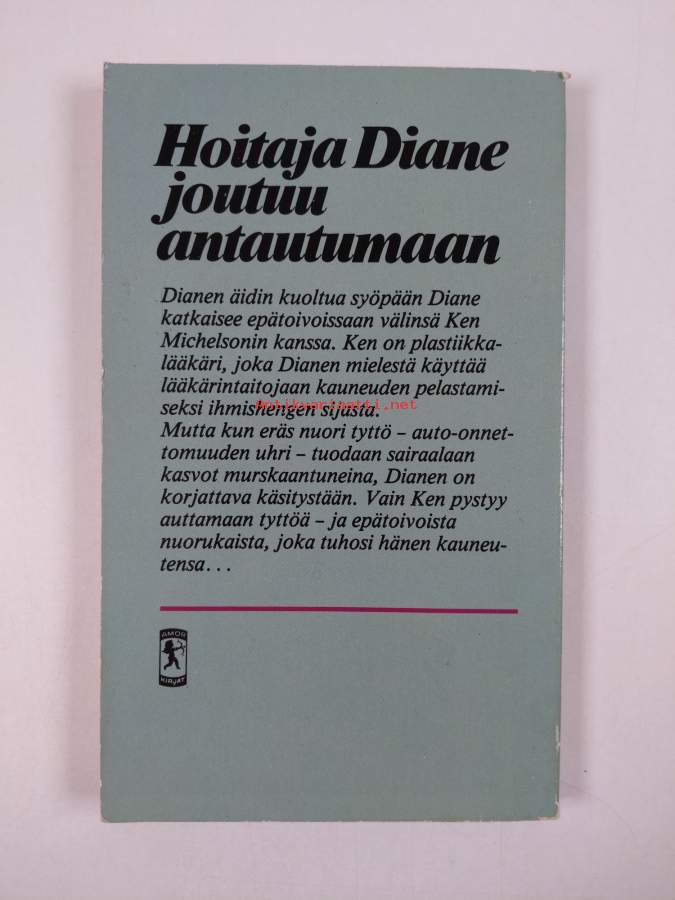 Hoitaja Diane
joutuu
antautumaan
Dianen äidin kuoltua syöpään Diane
katkaisee epätoivoissaan välinsä Ken
Michelsonin kanssa. Ken on plastiikka-
lääkäri, joka Dianen mielestä käyttää
lääkärintaitojaan kauneuden pelastami-
seksi ihmishengen sijasta.
Antikvariaatti.net
Mutta kun eräs nuori tyttö – auto-onnet-
tomuuden uhri – tuodaan sairaalaan
kasvot murskaantuneina, Dianen on
korjattava käsitystään. Vain Ken pystyy
auttamaan tyttöä – ja epätoivoista
nuorukaista, joka tuhosi hänen kauneu-
tensa...
AMOR
KIRJAT